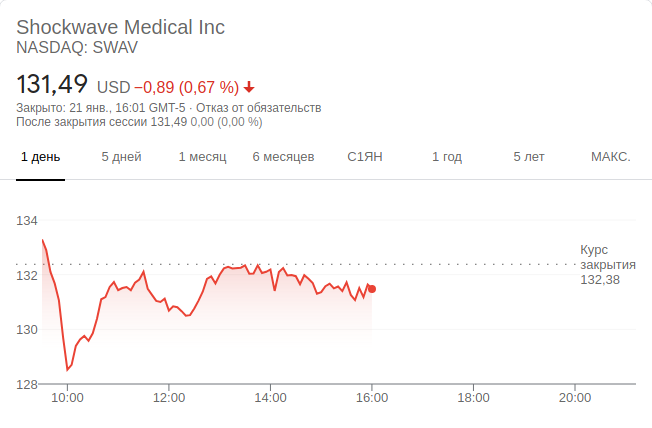 Shockwave Medical Inc
NASDAQ: SWAV
131,49 USD −0,89 (0,67 %)
Закрыто: 21 янв., 16:01 GMT-5 · Отказ от обязательств
После закрытия сессии 131,49 0,00 (0,00 %)
1 день 5 дней 1 месяц 6 месяцев С1ЯН 1 год 5 лет МАКС.
134
Курс
132 закрытия
132,38
130
128
10:00 12:00 14:00 16:00 18:00 20:00